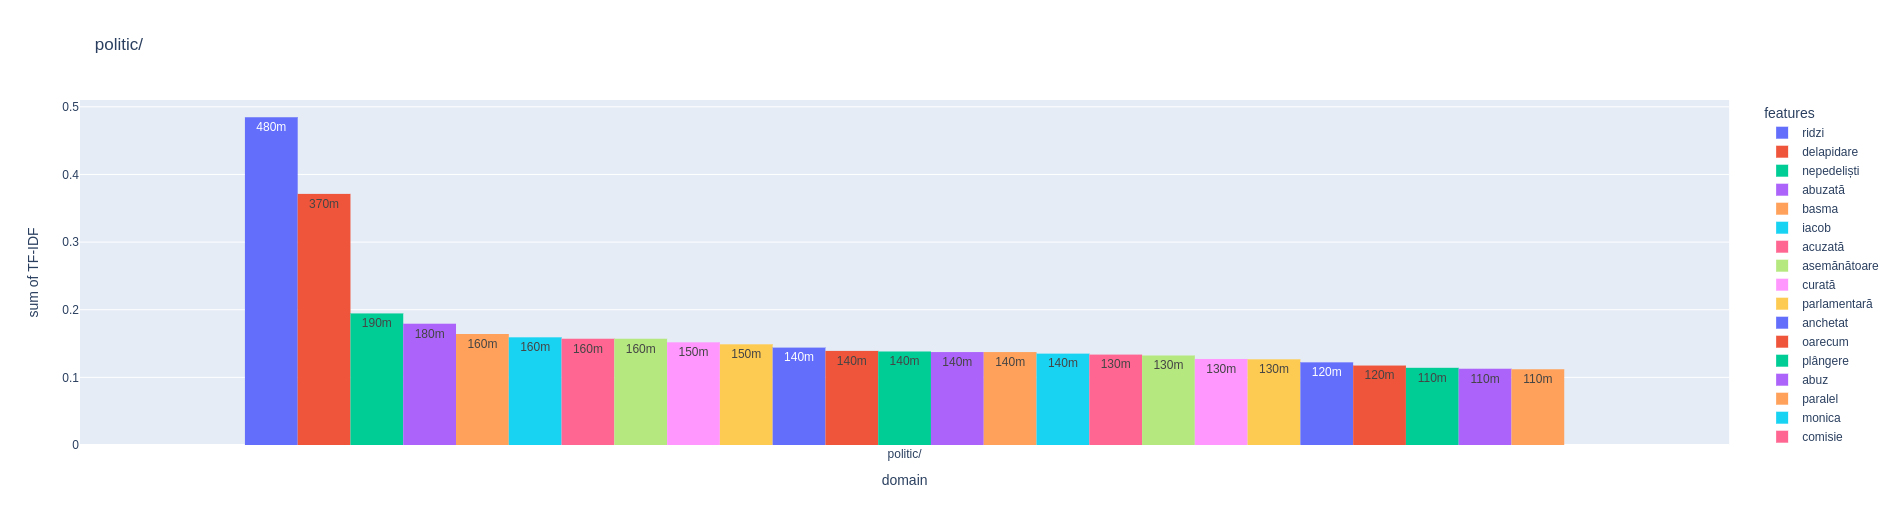 politic/
0.5
0.4
0.3
0.2
0.1
0
sum of TF-IDF
480m
370m
190m
180m
160m
160m
160m
160m
150m
150m
140m
140m
140m
140m
140m
140m
130m
130m
130m
130m
120m
120m
110m
110m
110m
politic/
domain
features
ridzi
delapidare
nepedeliști
abuzată
basma
iacob
acuzată
asemănătoare
curată
parlamentară
anchetat
oarecum
plângere
abuz
paralel
monica
comisie